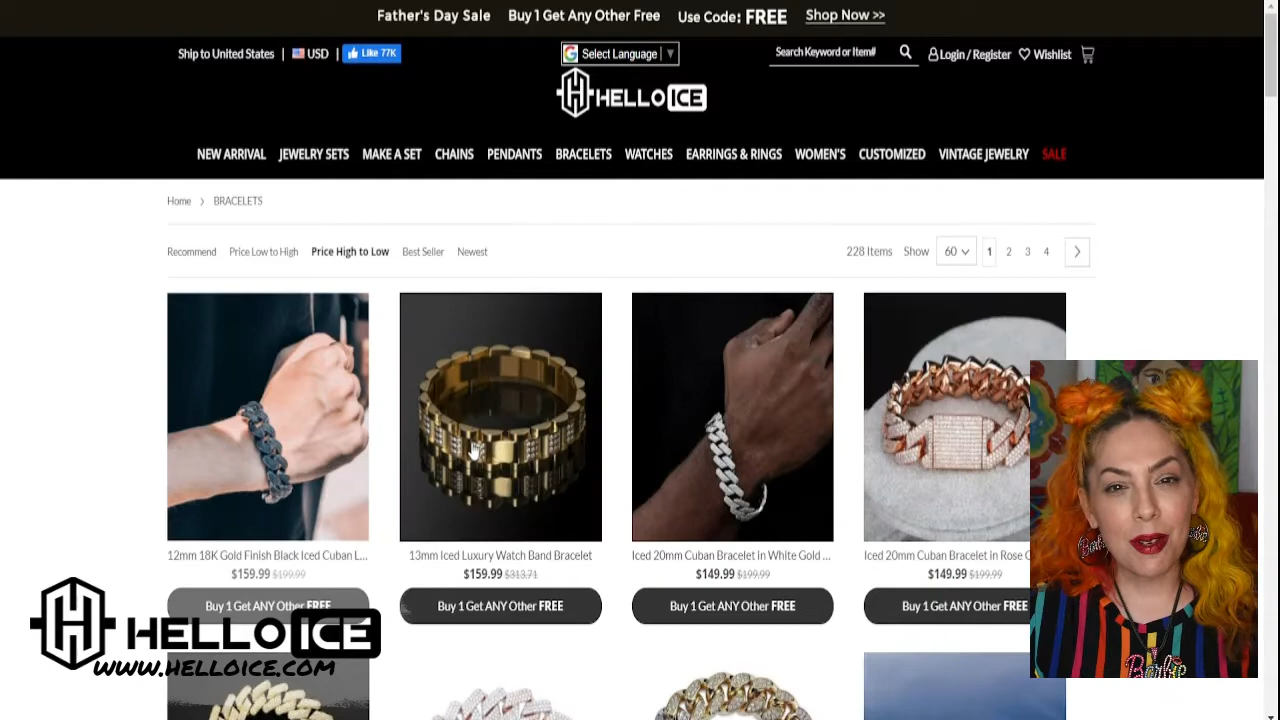 Father's Day Sale Buy 1 Get Any Other Free Use Code: FREE Shop Now >>
Ship to United States | USD | Like 77K
Select Language ▼
Search Keyword or Item#
Login / Register Wishlist
HELLO ICE
NEW ARRIVAL JEWELRY SETS MAKE A SET CHAINS PENDANTS BRACELETS WATCHES EARRINGS & RINGS WOMEN'S CUSTOMIZED VINTAGE JEWELRY SALE
Home > BRACELETS
Recommend Price Low to High Price High to Low Best Seller Newest
228 Items Show 60 1 2 3 4 >
12mm 18K Gold Finish Black Iced Cuban L...
$159.99 $199.99
Buy 1 Get ANY Other FREE
13mm Iced Luxury Watch Band Bracelet
$159.99 $313.71
Buy 1 Get ANY Other FREE
Iced 20mm Cuban Bracelet in White Gold ...
$149.99 $199.99
Buy 1 Get ANY Other FREE
Iced 20mm Cuban Bracelet in Rose
$149.99 $199.99
Buy 1 Get ANY Other FREE
HELLO ICE
www.HELLOICE.com
Barbie
Barbie